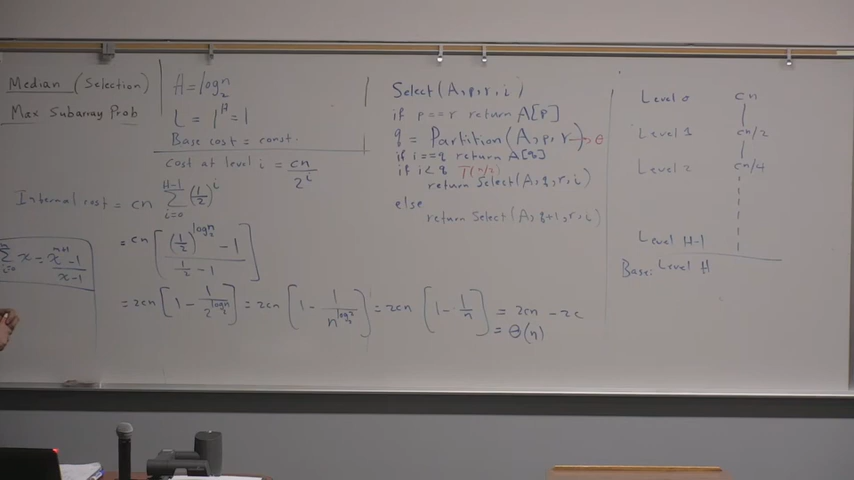 Median (Selection)
Max Subarray Prob
H = log₂n
L = 1^H = 1
Base cost = const.
Cost at level i = cn/2^i
Internal cost = cn Σ_{i=0}^{H-1} (1/2)^i
Σ_{i=0} x = x^{m+1} - 1 / x - 1
= cn [ (1/2)^{log₂n} - 1 / 1/2 - 1 ]
= 2cn [ 1 - 1/2^{log₂n} ] = 2cn [ 1 - 1/n^{log₂2} ] = 2cn [ 1 - 1/n ] = 2cn - 2c
= Θ(n)
Select(A,p,r,i)
if p == r return A[p]
q = Partition(A,p,r) → Θ
if i == q return A[q]
if i < q T(n/2)
return Select(A,q,r,i)
else
return Select(A,q+1,r,i)
Level 0 cn
Level 1 cn/2
Level 2 cn/4
Level H-1
Base: Level H